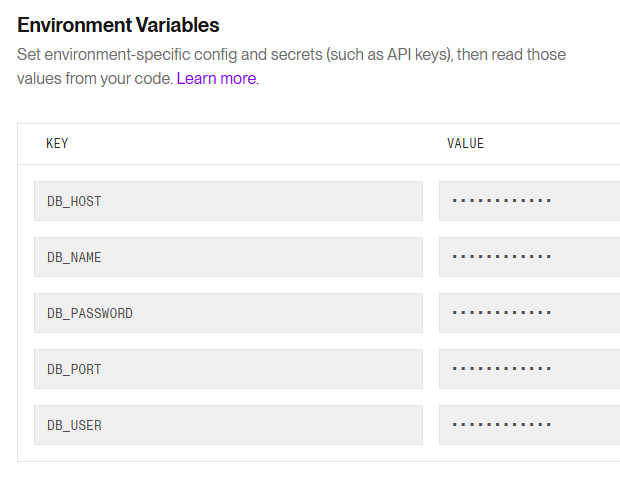 Environment Variables
Set environment-specific config and secrets (such as API keys), then read those
values from your code. Learn more.
KEY VALUE
DB_HOST ············
DB_NAME ············
DB_PASSWORD ············
DB_PORT ············
DB_USER ············